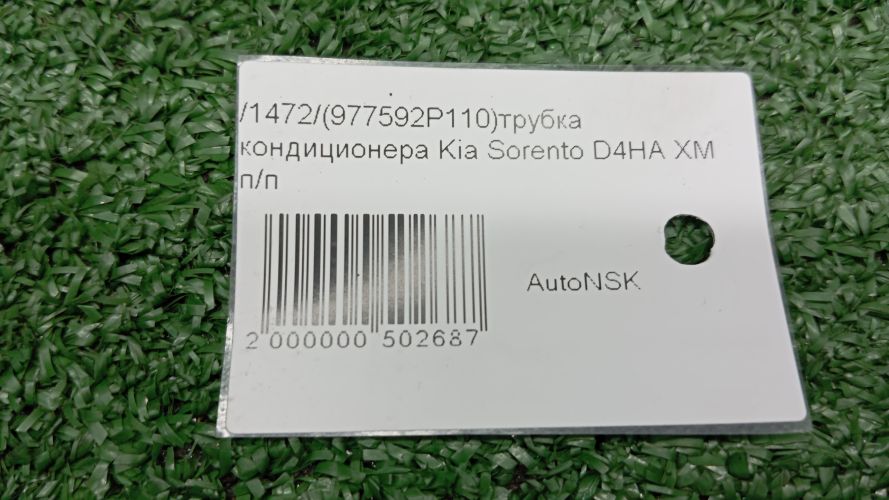 /1472/(977592P110)трубка
кондиционера Kia Sorento D4HA XM
п/п
AutoNSK
2 000000 502687